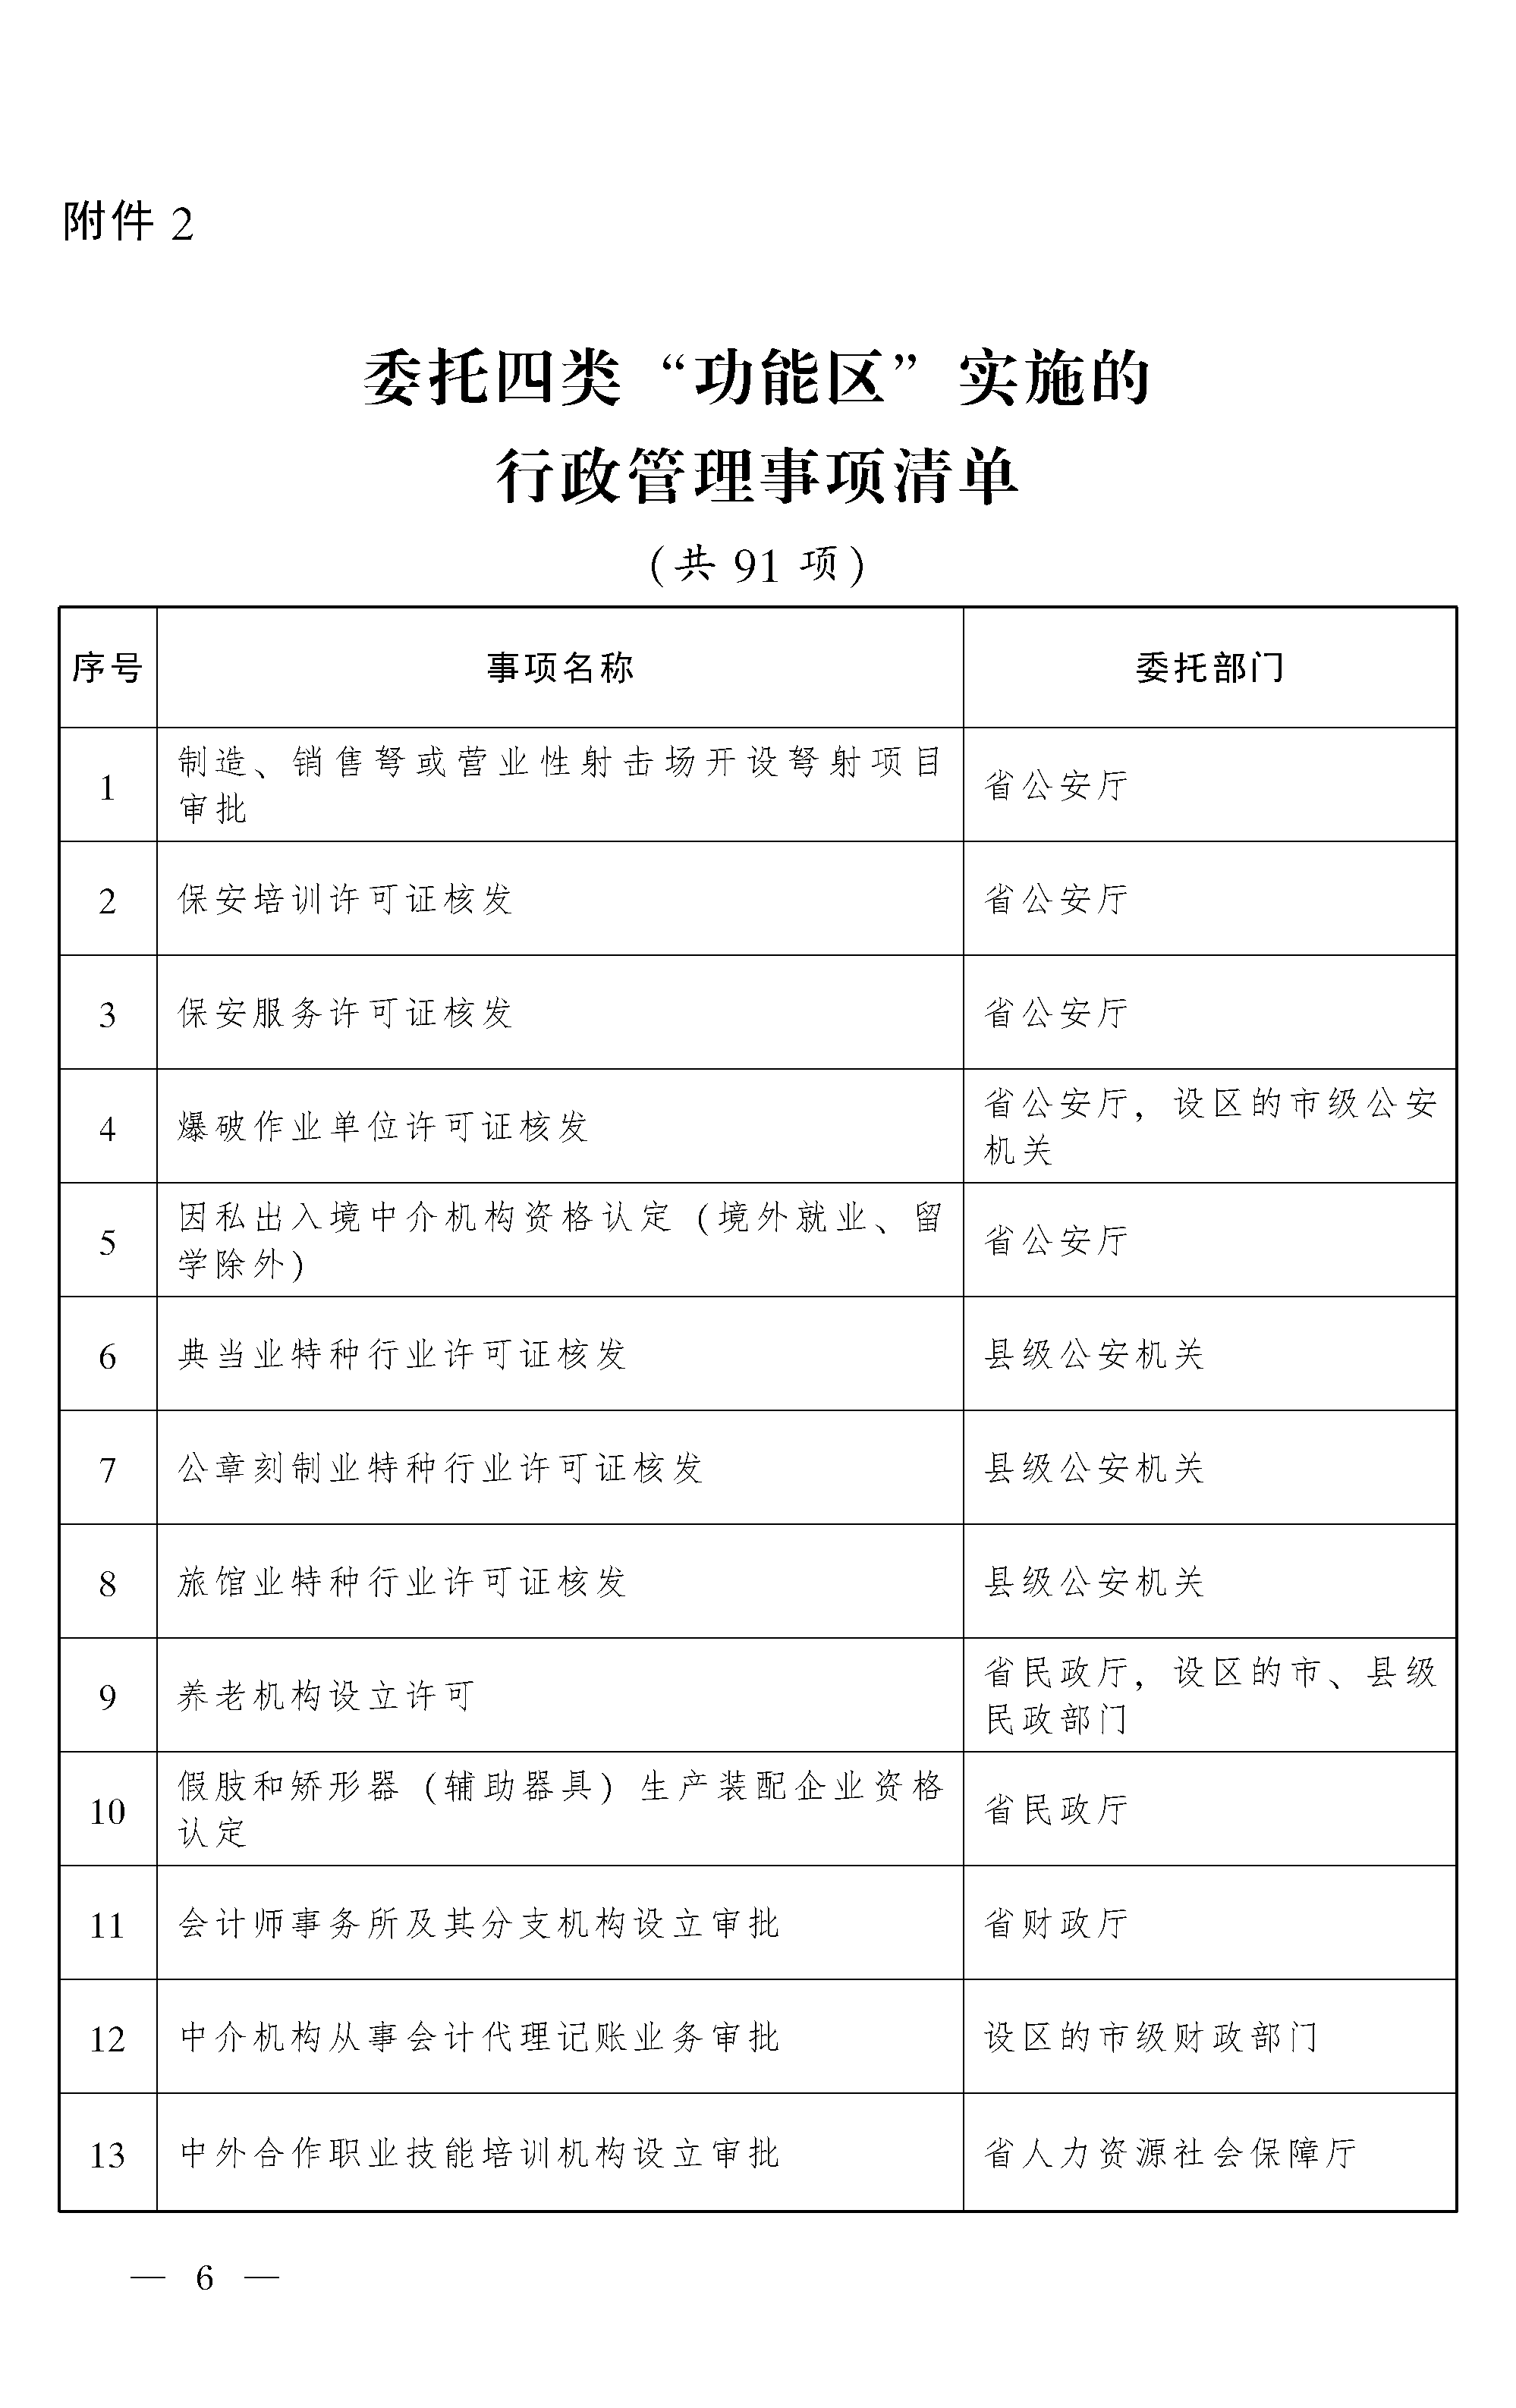 附件 2
委托四类“功能区”实施的
行政管理事项清单
（共 91 项）
序号 事项名称 委托部门
1 制造、销售弩或营业性射击场开设弩射项目
审批 省公安厅
2 保安培训许可证核发 省公安厅
3 保安服务许可证核发 省公安厅
4 爆破作业单位许可证核发 省公安厅，设区的市级公安
机关
5 因私出入境中介机构资格认定（境外就业、留
学除外） 省公安厅
6 典当业特种行业许可证核发 县级公安机关
7 公章刻制业特种行业许可证核发 县级公安机关
8 旅馆业特种行业许可证核发 县级公安机关
9 养老机构设立许可 省民政厅，设区的市、县级
民政部门
10 假肢和矫形器（辅助器具）生产装配企业资格
认定 省民政厅
11 会计师事务所及其分支机构设立审批 省财政厅
12 中介机构从事会计代理记账业务审批 设区的市级财政部门
13 中外合作职业技能培训机构设立审批 省人力资源社会保障厅
— 6 —